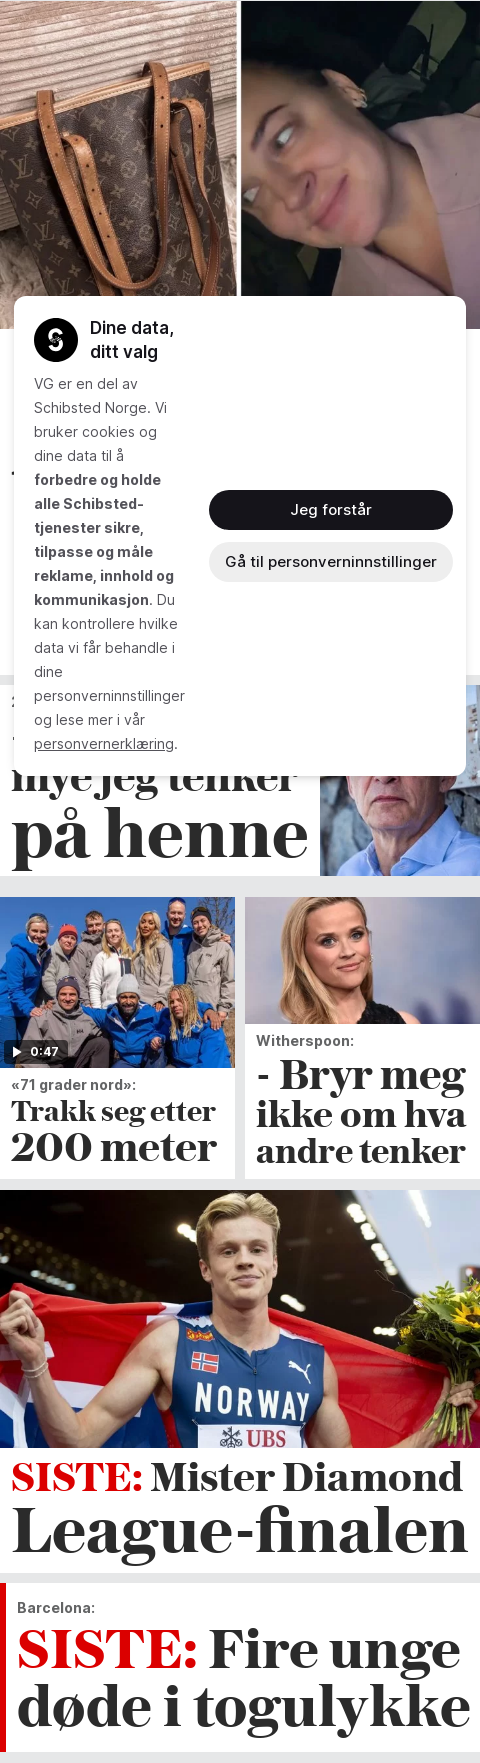 Dine data,
ditt valg
VG er en del av
Schibsted Norge. Vi
bruker cookies og
dine data til å
forbedre og holde
alle Schibsted-
tjenester sikre,
tilpasse og måle
reklame, innhold og
kommunikasjon. Du
kan kontrollere hvilke
data vi får behandle i
dine
personverninnstillinger
og lese mer i vår
personvernerklæring.
Jeg forstår
Gå til personverninnstillinger
mye jeg tenker
på henne
0:47
«71 grader nord»:
Trakk seg etter
200 meter
Witherspoon:
- Bryr meg
ikke om hva
andre tenker
NORWAY
UBS
SISTE: Mister Diamond
League-finalen
Barcelona:
SISTE: Fire unge
døde i togulykke